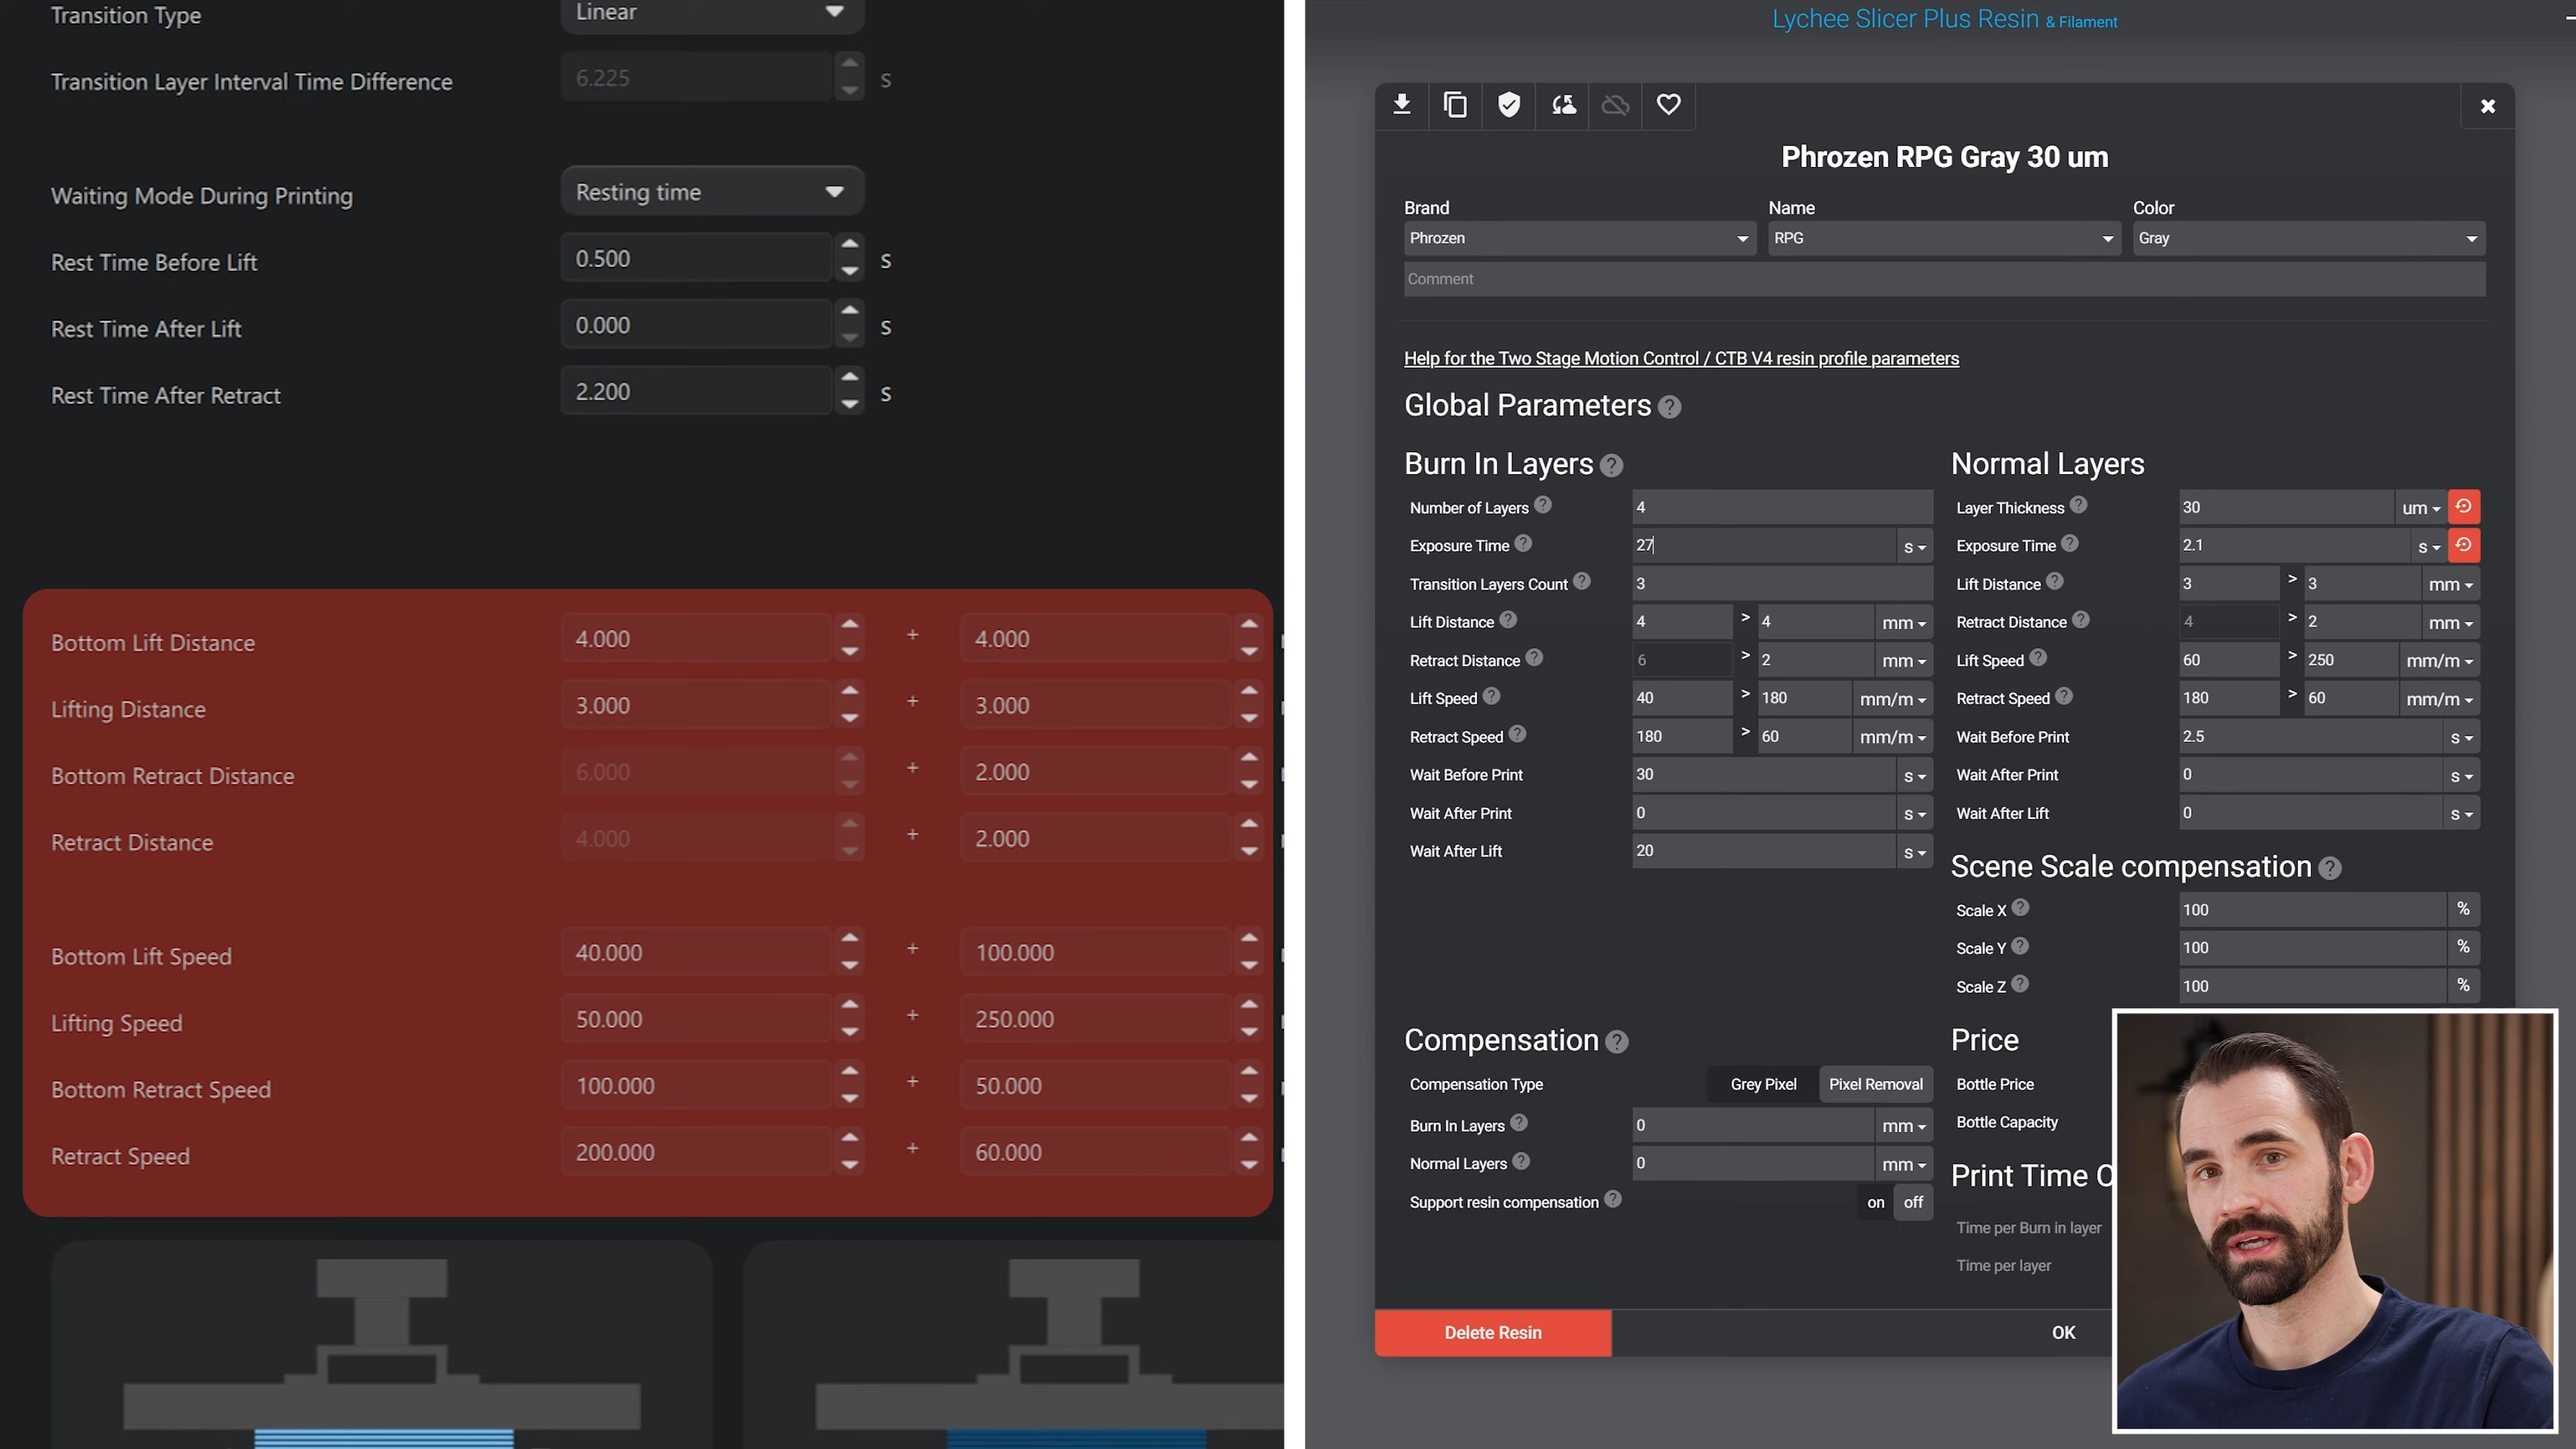 Transition Type Linear
Transition Layer Interval Time Difference 6.225 s
Waiting Mode During Printing Resting time
Rest Time Before Lift 0.500 s
Rest Time After Lift 0.000 s
Rest Time After Retract 2.200 s
Bottom Lift Distance 4.000 + 4.000
Lifting Distance 3.000 + 3.000
Bottom Retract Distance 6.000 + 2.000
Retract Distance 4.000 + 2.000
Bottom Lift Speed 40.000 + 100.000
Lifting Speed 50.000 + 250.000
Bottom Retract Speed 100.000 + 50.000
Retract Speed 200.000 + 60.000
Lychee Slicer Plus Resin & Filament
Phrozen RPG Gray 30 um
Brand Name Color
Phrozen RPG Gray
Comment
Help for the Two Stage Motion Control / CTB V4 resin profile parameters
Global Parameters ?
Burn In Layers ?
Number of Layers ? 4
Exposure Time ? 27 s
Transition Layers Count ? 3
Lift Distance ? 4 > 4 mm
Retract Distance ? 6 > 2 mm
Lift Speed ? 40 > 180 mm/m
Retract Speed ? 180 > 60 mm/m
Wait Before Print 30 s
Wait After Print 0 s
Wait After Lift 20 s
Normal Layers
Layer Thickness ? 30 um
Exposure Time ? 2.1 s
Lift Distance ? 3 > 3 mm
Retract Distance ? 4 > 2 mm
Lift Speed ? 60 > 250 mm/m
Retract Speed ? 180 > 60 mm/m
Wait Before Print 2.5 s
Wait After Print 0 s
Wait After Lift 0 s
Scene Scale compensation ?
Scale X ? 100 %
Scale Y ? 100 %
Scale Z ? 100 %
Compensation ?
Compensation Type Grey Pixel Pixel Removal
Burn In Layers ? 0 mm
Normal Layers ? 0 mm
Support resin compensation ? on off
Price
Bottle Price
Bottle Capacity
Print Time
Time per Burn in layer
Time per layer
Delete Resin OK